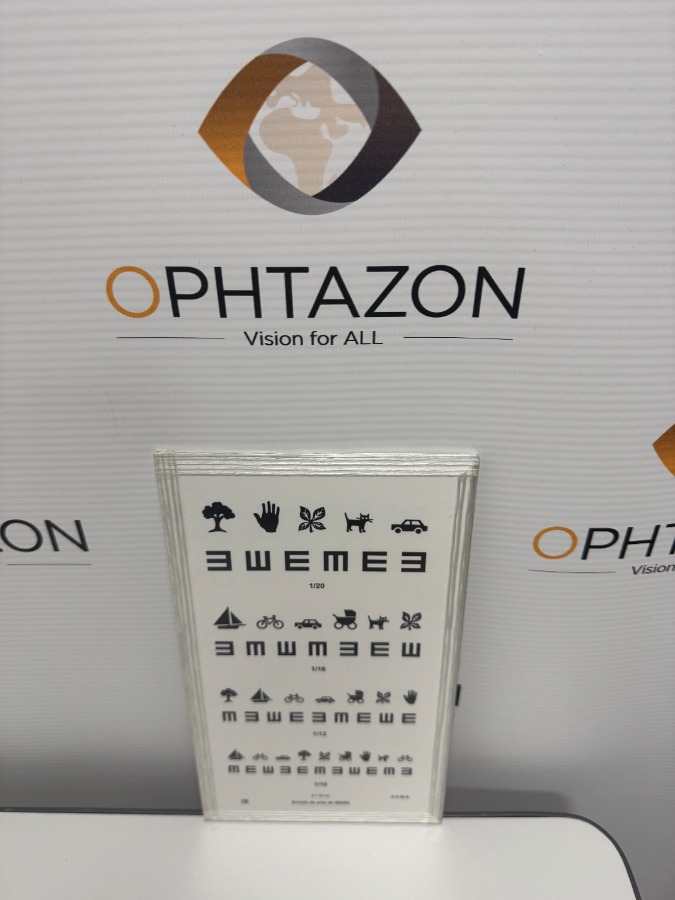 OPHTAZON
Vision for ALL
ON
OPHT
Vision
Ǝ W E M E Ǝ
1/20
Ǝ M W M Ǝ E W
1/16
M Ǝ W E Ǝ M E W E
1/12
M E W Ǝ E M Ǝ W E M Ǝ
1/10